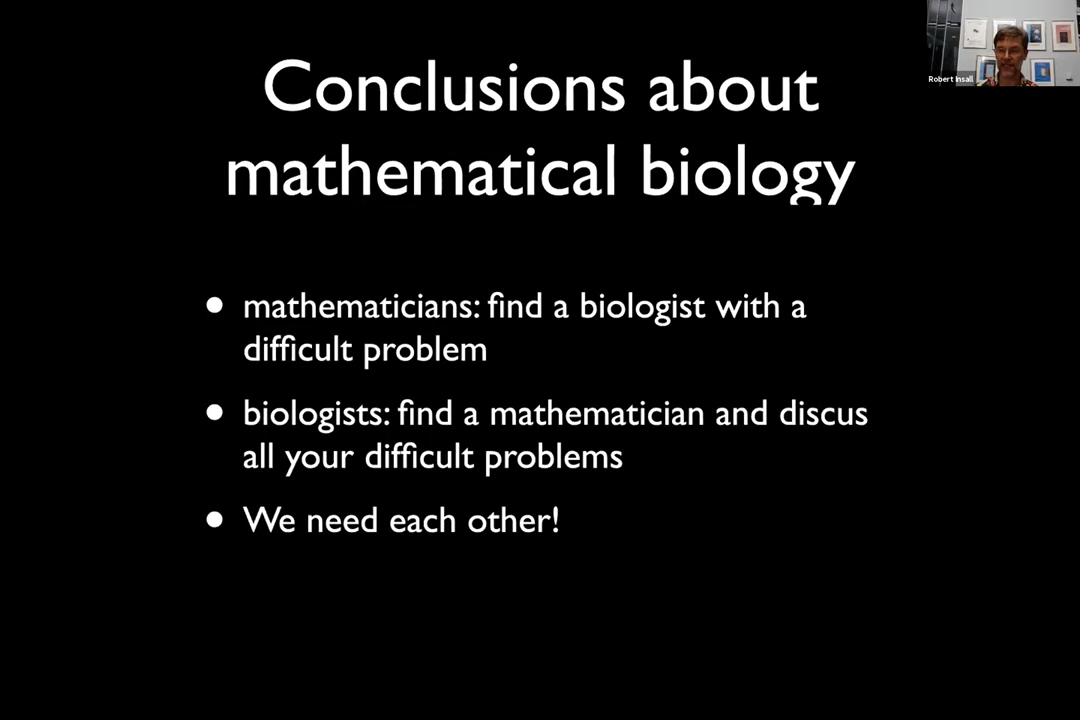 Conclusions about
mathematical biology
Robert Insall
• mathematicians: find a biologist with a
difficult problem
• biologists: find a mathematician and discus
all your difficult problems
• We need each other!